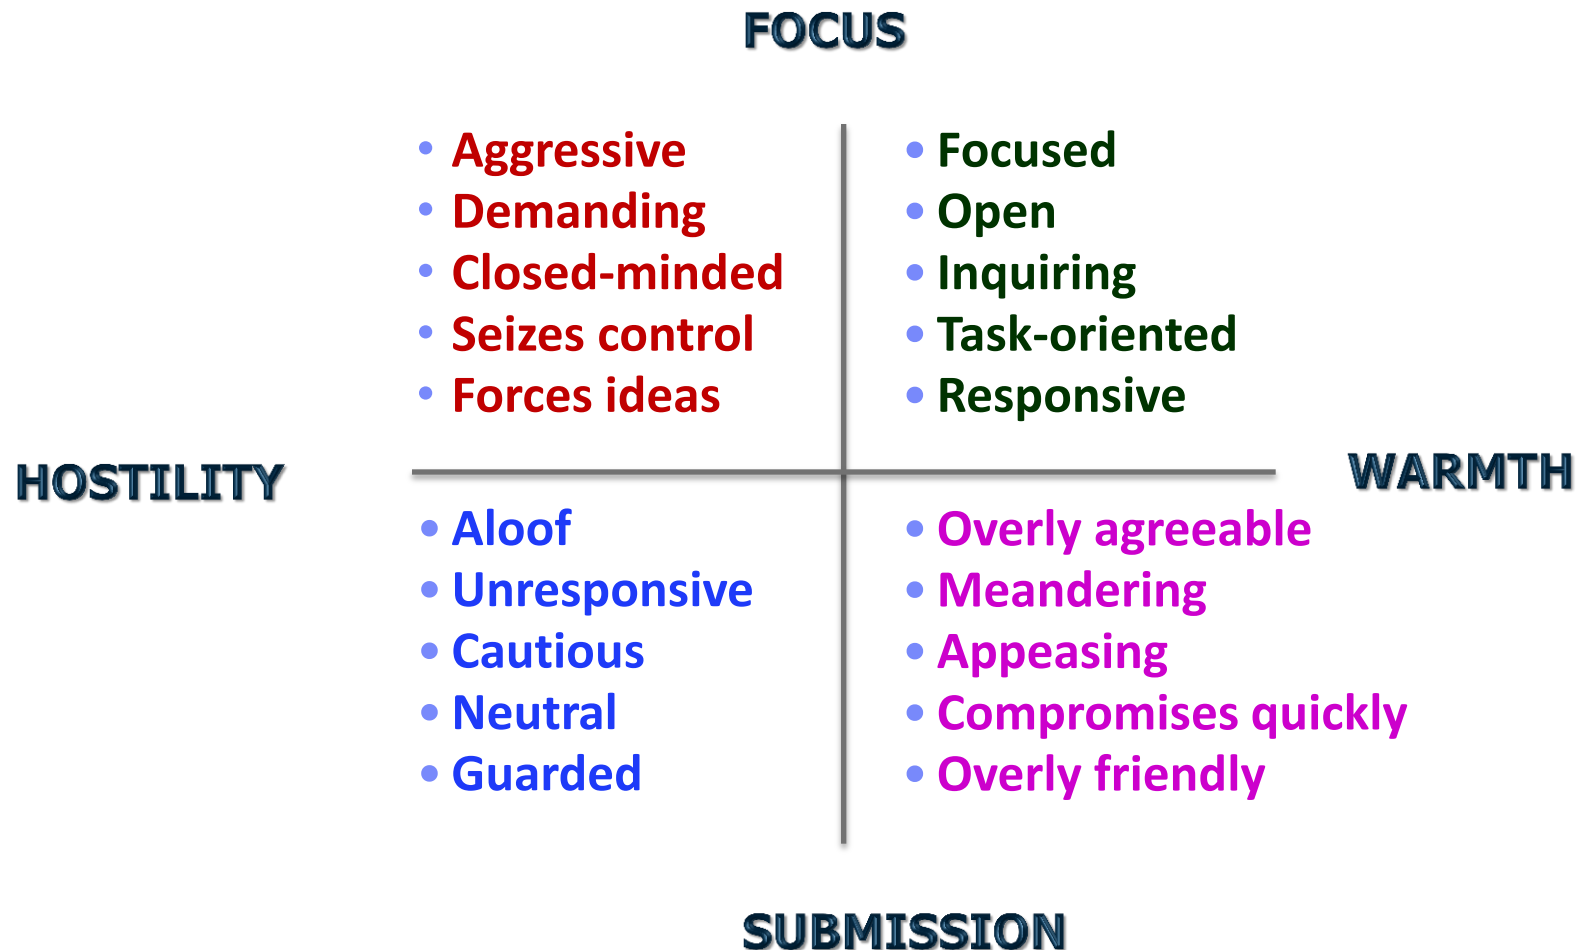 FOCUS
• Aggressive
• Demanding
• Closed-minded
• Seizes control
• Forces ideas
• Focused
• Open
• Inquiring
• Task-oriented
• Responsive
HOSTILITY
WARMTH
• Aloof
• Unresponsive
• Cautious
• Neutral
• Guarded
• Overly agreeable
• Meandering
• Appeasing
• Compromises quickly
• Overly friendly
SUBMISSION